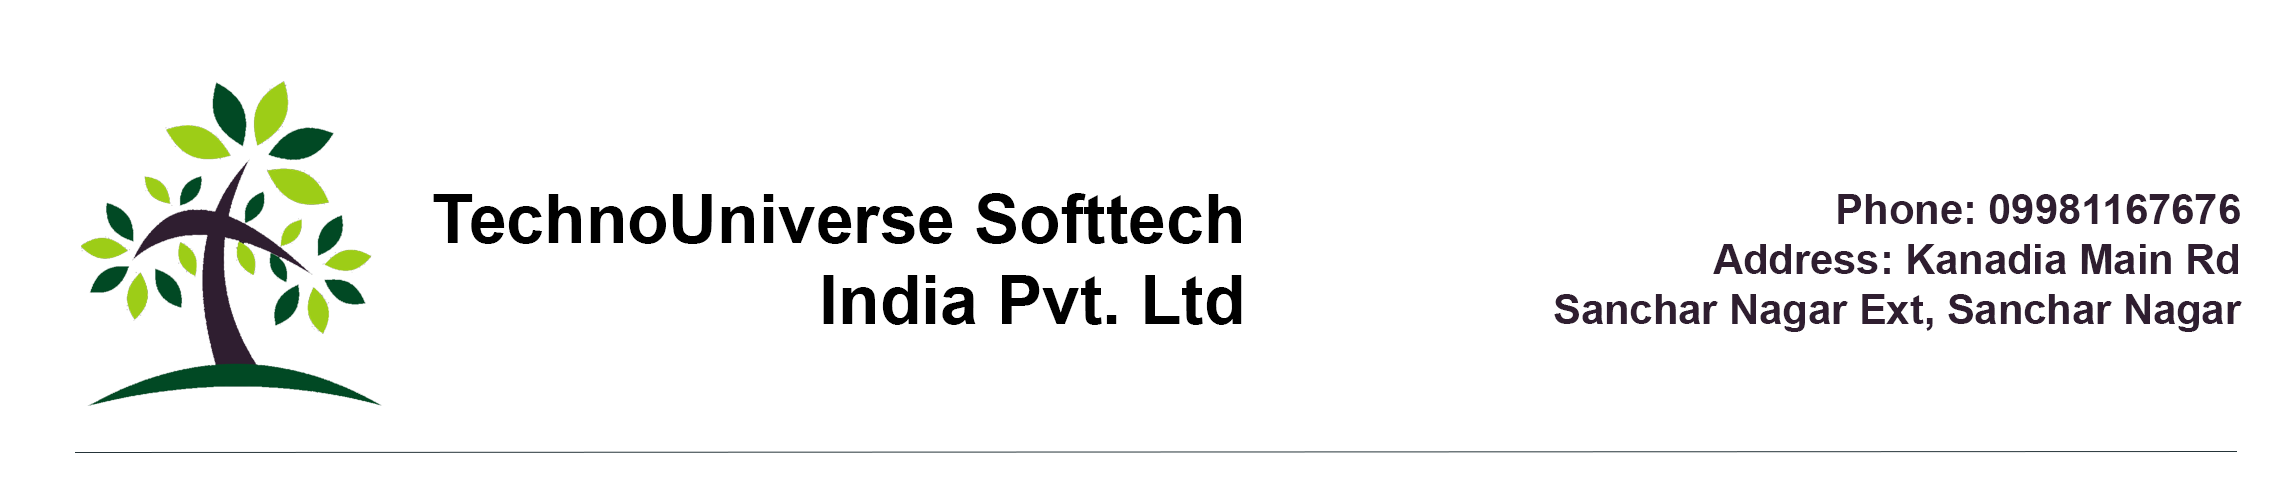 TechnoUniverse Softtech
India Pvt. Ltd
Phone: 09981167676
Address: Kanadia Main Rd
Sanchar Nagar Ext, Sanchar Nagar